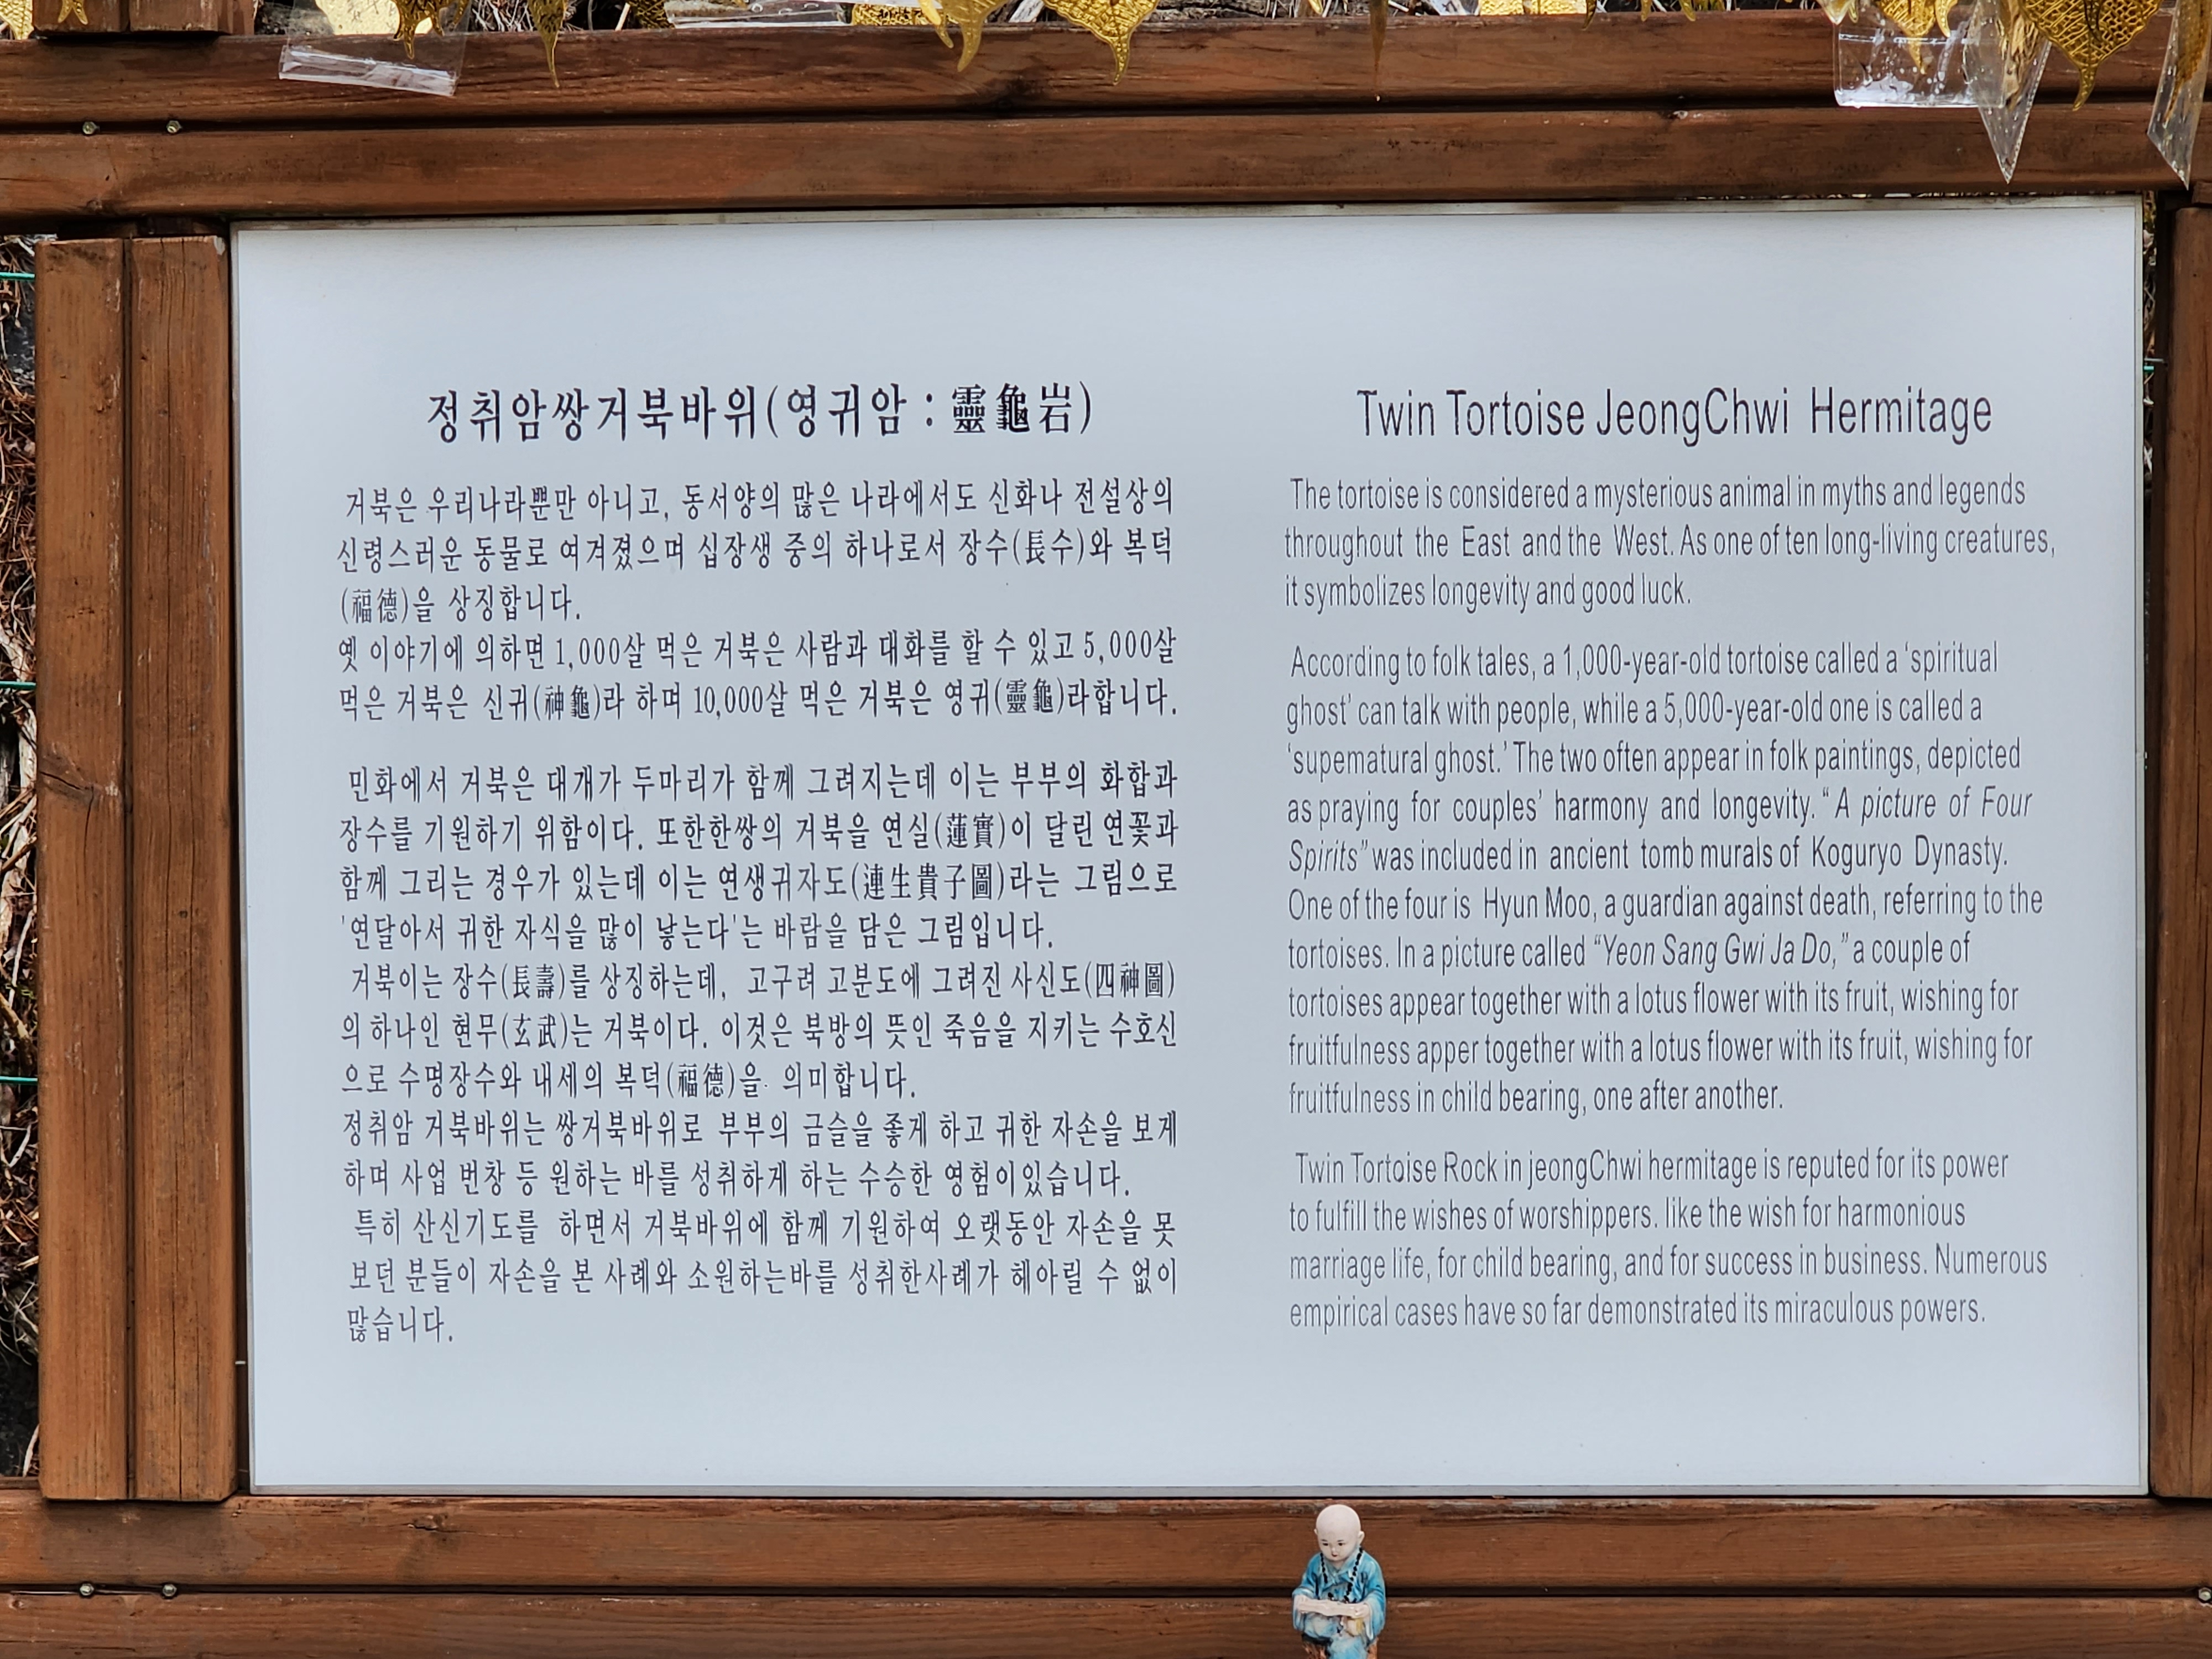 정취암쌍거북바위(영귀암 : 靈龜岩)
거북은 우리나라뿐만 아니고, 동서양의 많은 나라에서도 신화나 전설상의
신령스러운 동물로 여겨졌으며 십장생 중의 하나로서 장수(長수)와 복덕
(福德)을 상징합니다.
옛 이야기에 의하면 1,000살 먹은 거북은 사람과 대화를 할 수 있고 5,000살
먹은 거북은 신귀(神龜)라 하며 10,000살 먹은 거북은 영귀(靈龜)라합니다.
민화에서 거북은 대개가 두마리가 함께 그려지는데 이는 부부의 화합과
장수를 기원하기 위함이다. 또한한쌍의 거북을 연실(蓮實)이 달린 연꽃과
함께 그리는 경우가 있는데 이는 연생귀자도(連生貴子圖)라는 그림으로
'연달아서 귀한 자식을 많이 낳는다'는 바람을 담은 그림입니다.
거북이는 장수(長壽)를 상징하는데, 고구려 고분도에 그려진 사신도(四神圖)
의 하나인 현무(玄武)는 거북이다. 이것은 북방의 뜻인 죽음을 지키는 수호신
으로 수명장수와 내세의 복덕(福德)을 의미합니다.
정취암 거북바위는 쌍거북바위로 부부의 금슬을 좋게 하고 귀한 자손을 보게
하며 사업 번창 등 원하는 바를 성취하게 하는 수승한 영험이있습니다.
특히 산신기도를 하면서 거북바위에 함께 기원하여 오랫동안 자손을 못
보던 분들이 자손을 본 사례와 소원하는바를 성취한사례가 헤아릴 수 없이
많습니다.
Twin Tortoise JeongChwi Hermitage
The tortoise is considered a mysterious animal in myths and legends
throughout the East and the West. As one of ten long-living creatures,
it symbolizes longevity and good luck.
According to folk tales, a 1,000-year-old tortoise called a 'spiritual
ghost' can talk with people, while a 5,000-year-old one is called a
'supematural ghost.' The two often appear in folk paintings, depicted
as praying for couples' harmony and longevity. "A picture of Four
Spirits" was included in ancient tomb murals of Koguryo Dynasty.
One of the four is Hyun Moo, a guardian against death, referring to the
tortoises. In a picture called "Yeon Sang Gwi Ja Do," a couple of
tortoises appear together with a lotus flower with its fruit, wishing for
fruitfulness apper together with a lotus flower with its fruit, wishing for
fruitfulness in child bearing, one after another.
Twin Tortoise Rock in jeongChwi hermitage is reputed for its power
to fulfill the wishes of worshippers. like the wish for harmonious
marriage life, for child bearing, and for success in business. Numerous
empirical cases have so far demonstrated its miraculous powers.